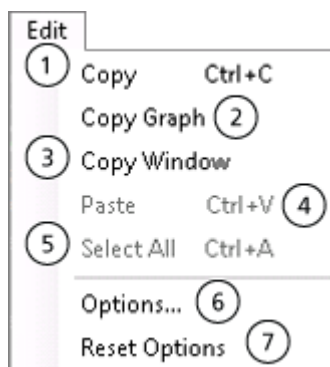 Edit
1 Copy Ctrl+C
Copy Graph 2
3 Copy Window
Paste Ctrl+V 4
5 Select All Ctrl+A
Options... 6
Reset Options 7